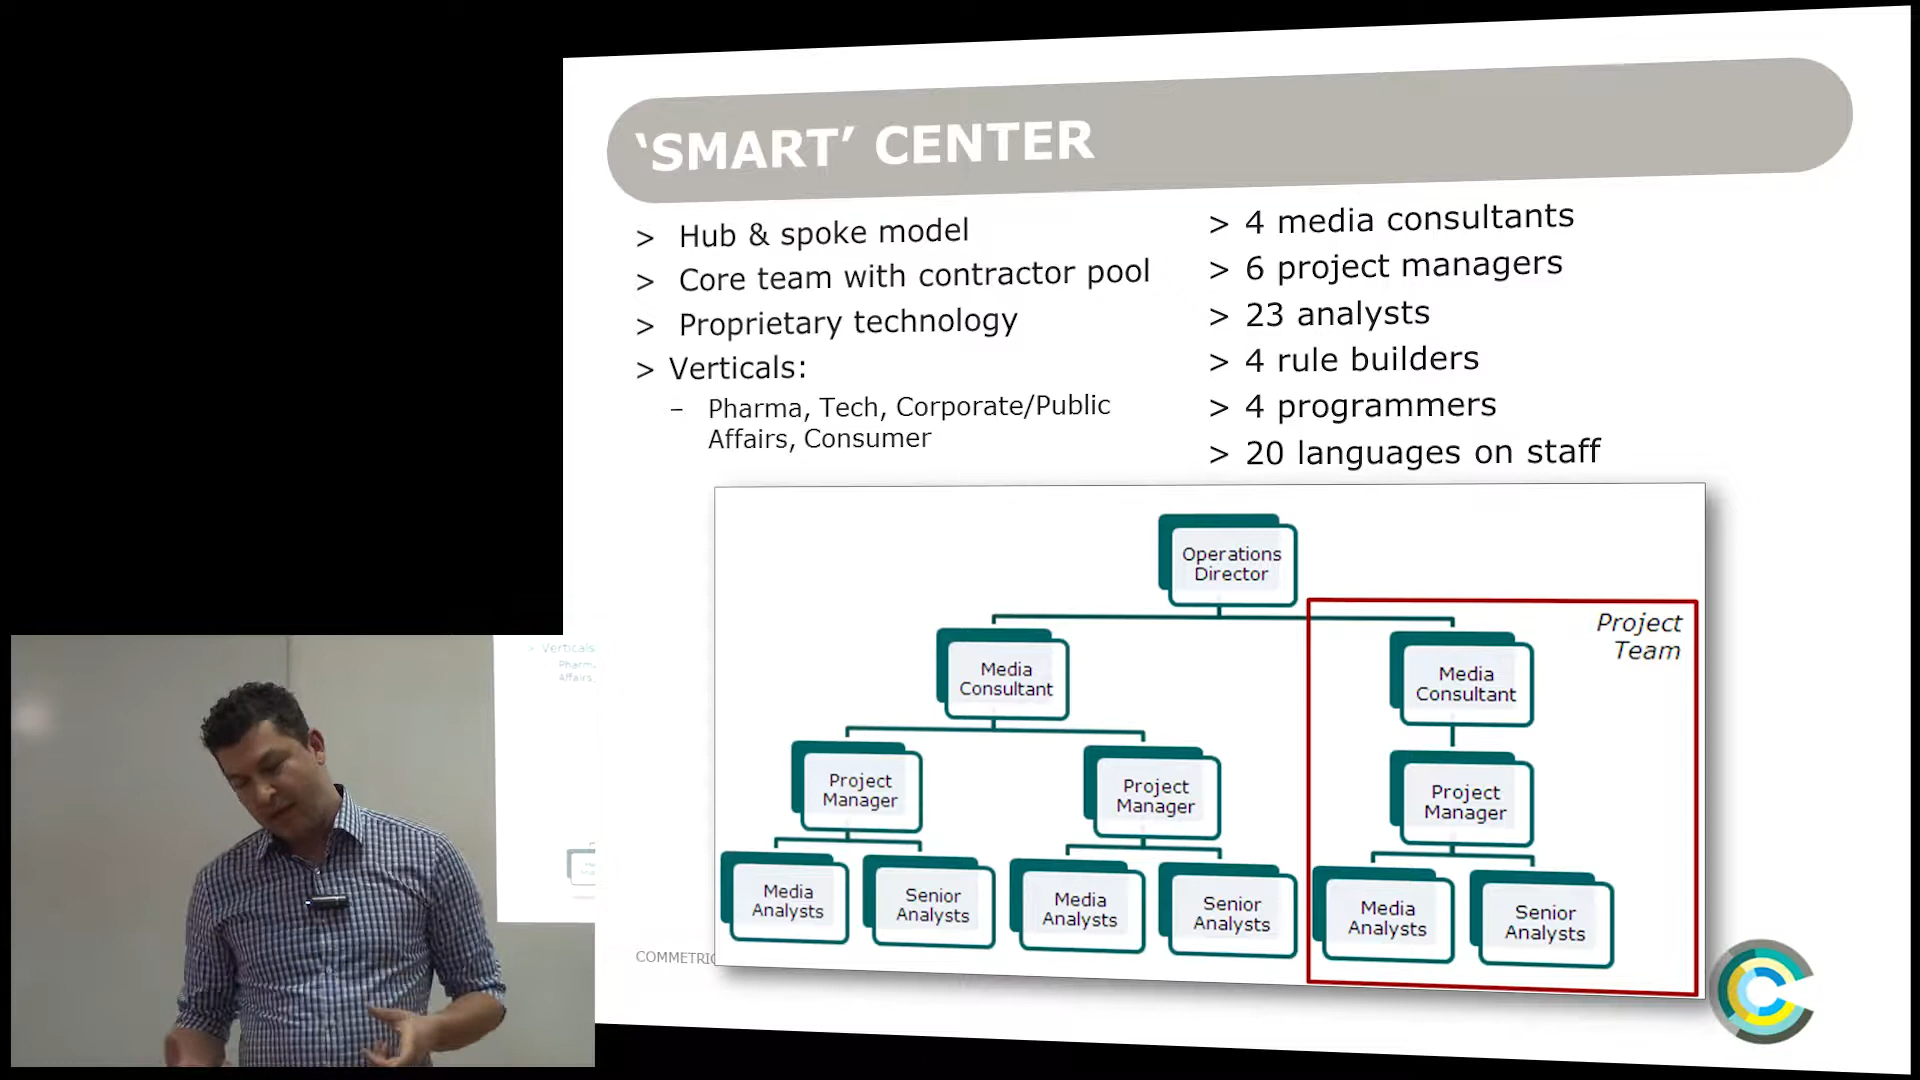 ‘SMART’ CENTER
> Hub & spoke model
> Core team with contractor pool
> Proprietary technology
> Verticals:
– Pharma, Tech, Corporate/Public
Affairs, Consumer
> 4 media consultants
> 6 project managers
> 23 analysts
> 4 rule builders
> 4 programmers
> 20 languages on staff
Operations
Director
Project
Team
Media
Consultant
Media
Consultant
Project
Manager
Project
Manager
Project
Manager
Media
Analysts
Senior
Analysts
Media
Analysts
Senior
Analysts
Media
Analysts
Senior
Analysts
> Verticals
Pharma,
Affairs,